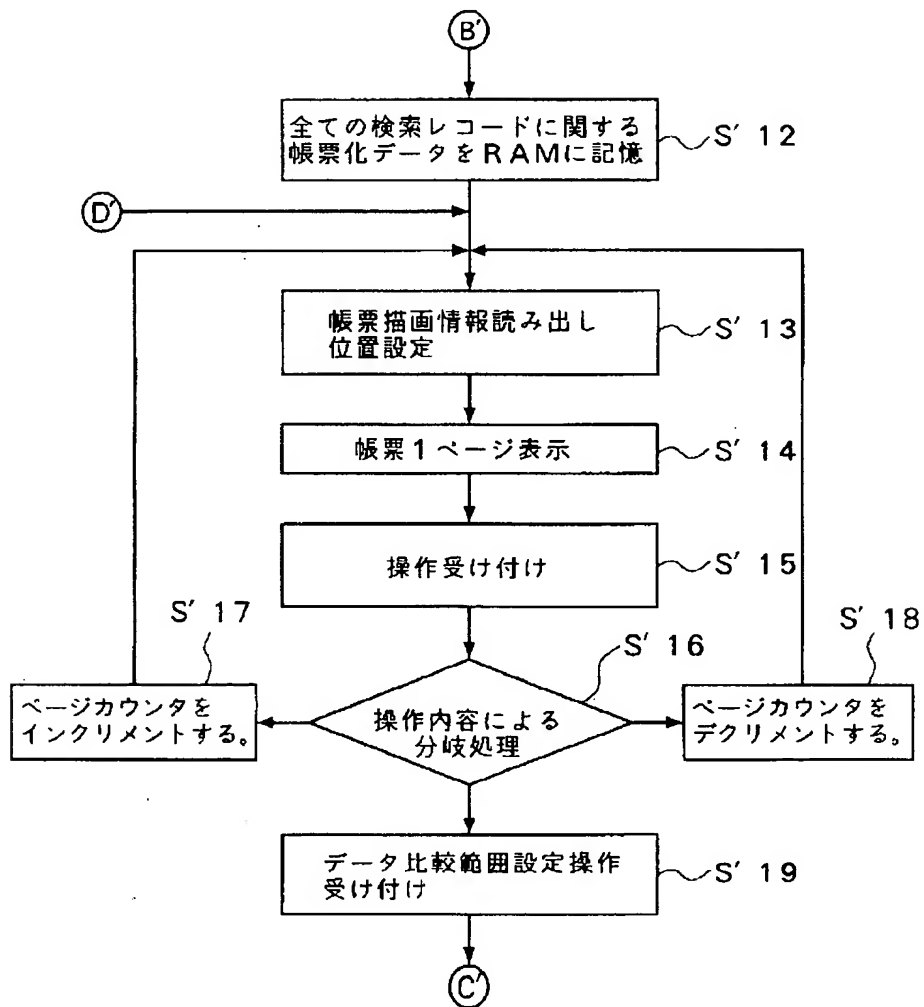 B'
全ての検索レコードに関する
帳票化データをRAMに記憶
S' 12
D'
帳票描画情報読み出し
位置設定
S' 13
帳票1ページ表示
S' 14
操作受け付け
S' 15
S' 17
S' 16
S' 18
ページカウンタを
インクリメントする。
操作内容による
分岐処理
ページカウンタを
デクリメントする。
データ比較範囲設定操作
受け付け
S' 19
C'